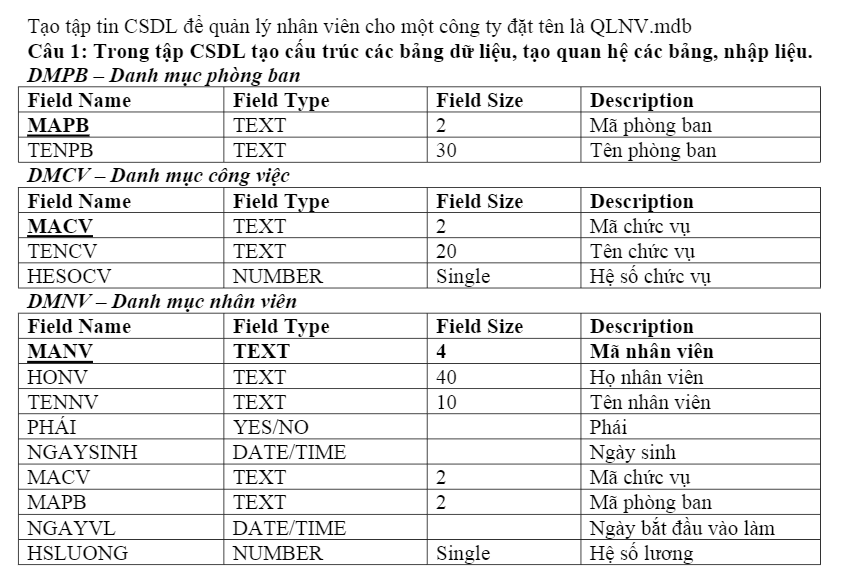 Tạo tập tin CSDL để quản lý nhân viên cho một công ty đặt tên là QLNV.mdb
Câu 1: Trong tập CSDL tạo cấu trúc các bảng dữ liệu, tạo quan hệ các bảng, nhập liệu.
DMPB – Danh mục phòng ban
Field Name Field Type Field Size Description
MAPB TEXT 2 Mã phòng ban
TENPB TEXT 30 Tên phòng ban
DMCV – Danh mục công việc
Field Name Field Type Field Size Description
MACV TEXT 2 Mã chức vụ
TENCV TEXT 20 Tên chức vụ
HESOCV NUMBER Single Hệ số chức vụ
DMNV – Danh mục nhân viên
Field Name Field Type Field Size Description
MANV TEXT 4 Mã nhân viên
HONV TEXT 40 Họ nhân viên
TENNV TEXT 10 Tên nhân viên
PHÁI YES/NO Phái
NGAYSINH DATE/TIME Ngày sinh
MACV TEXT 2 Mã chức vụ
MAPB TEXT 2 Mã phòng ban
NGAYVL DATE/TIME Ngày bắt đầu vào làm
HSLUONG NUMBER Single Hệ số lương